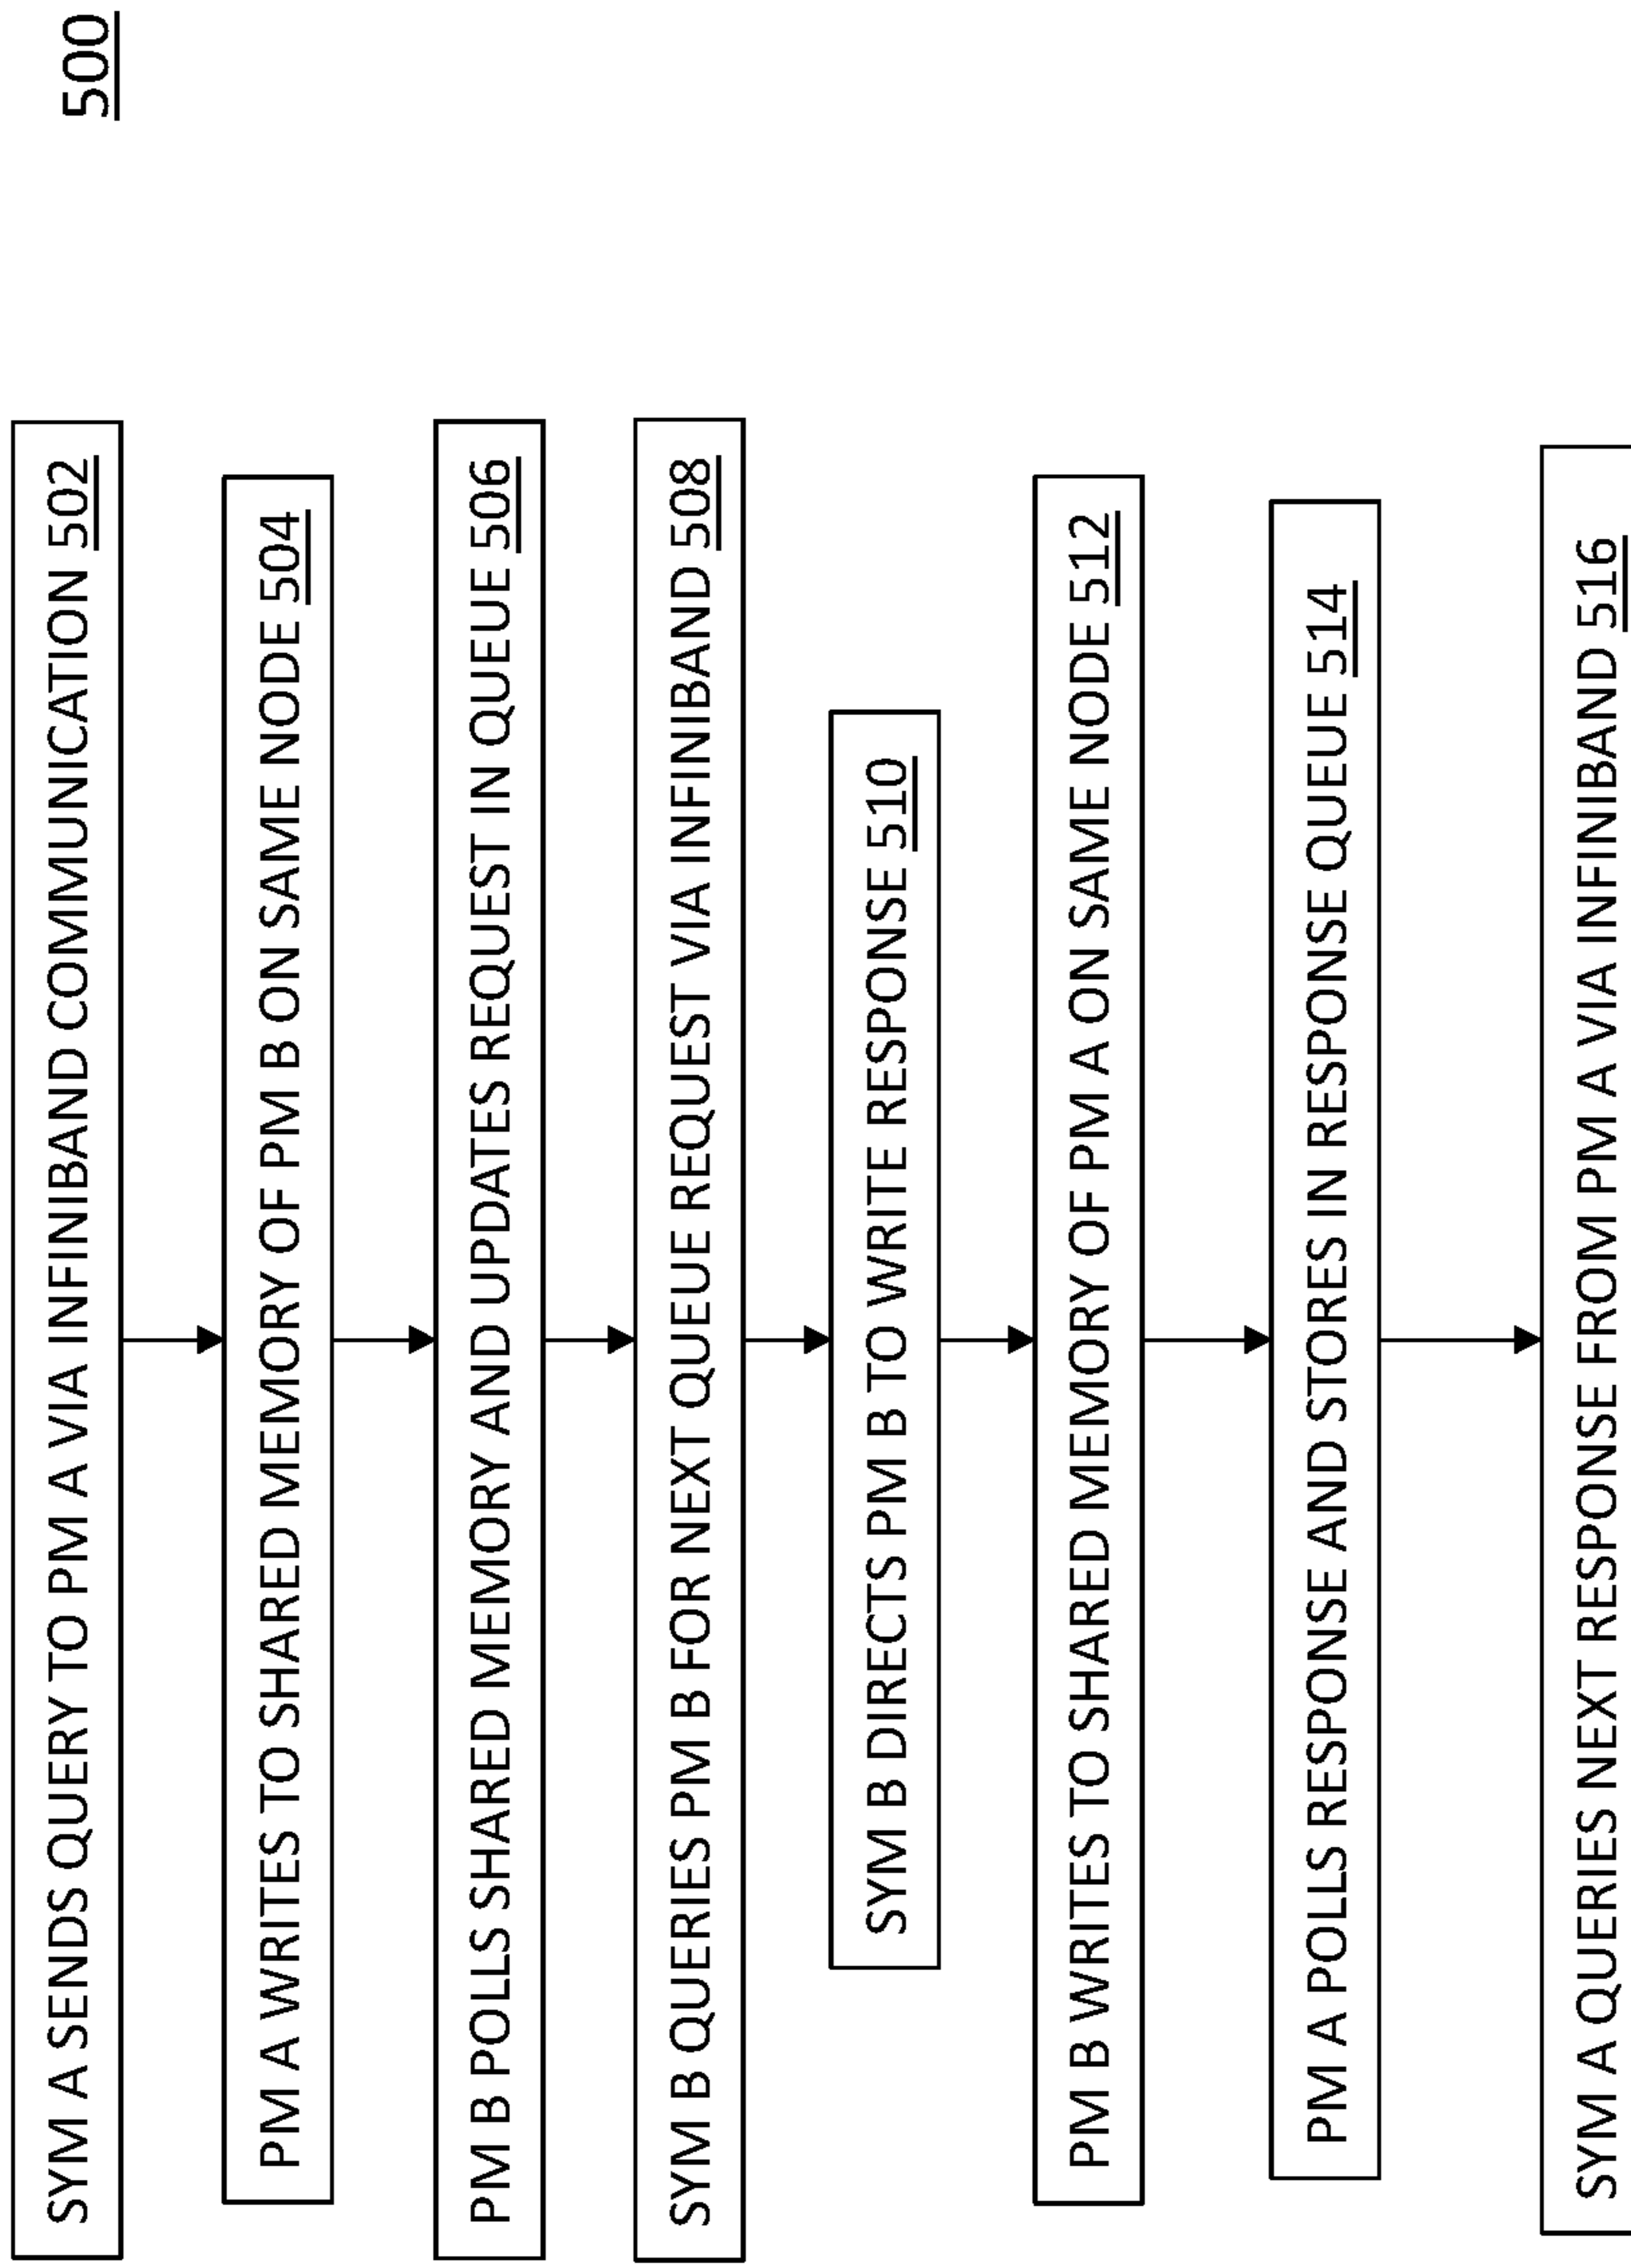 500
SYM A SENDS QUERY TO PM A VIA INFINIBAND COMMUNICATION 502
PM A WRITES TO SHARED MEMORY OF PM B ON SAME NODE 504
PM B POLLS SHARED MEMORY AND UPDATES REQUEST IN QUEUE 506
SYM B QUERIES PM B FOR NEXT QUEUE REQUEST VIA INFINIBAND 508
SYM B DIRECTS PM B TO WRITE RESPONSE 510
PM B WRITES TO SHARED MEMORY OF PM A ON SAME NODE 512
PM A POLLS RESPONSE AND STORES IN RESPONSE QUEUE 514
SYM A QUERIES NEXT RESPONSE FROM PM A VIA INFINIBAND 516